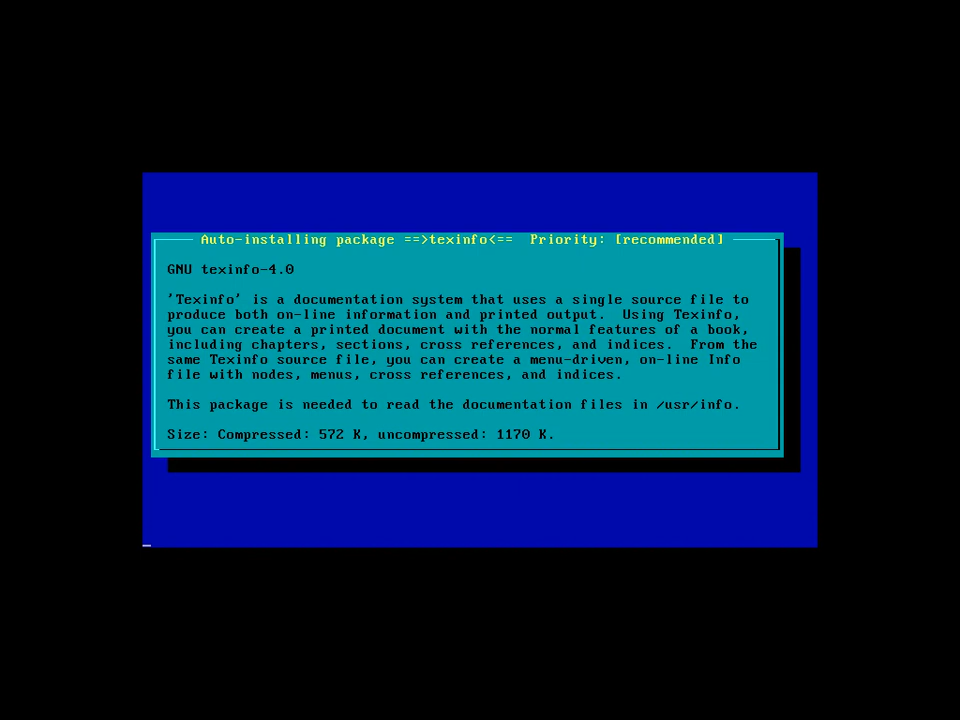 Auto-installing package ==>texinfo<==  Priority: [recommended]
GNU texinfo-4.0
'Texinfo' is a documentation system that uses a single source file to
produce both on-line information and printed output.  Using Texinfo,
you can create a printed document with the normal features of a book,
including chapters, sections, cross references, and indices.  From the
same Texinfo source file, you can create a menu-driven, on-line Info
file with nodes, menus, cross references, and indices.
This package is needed to read the documentation files in /usr/info.
Size: Compressed: 572 K, uncompressed: 1170 K.